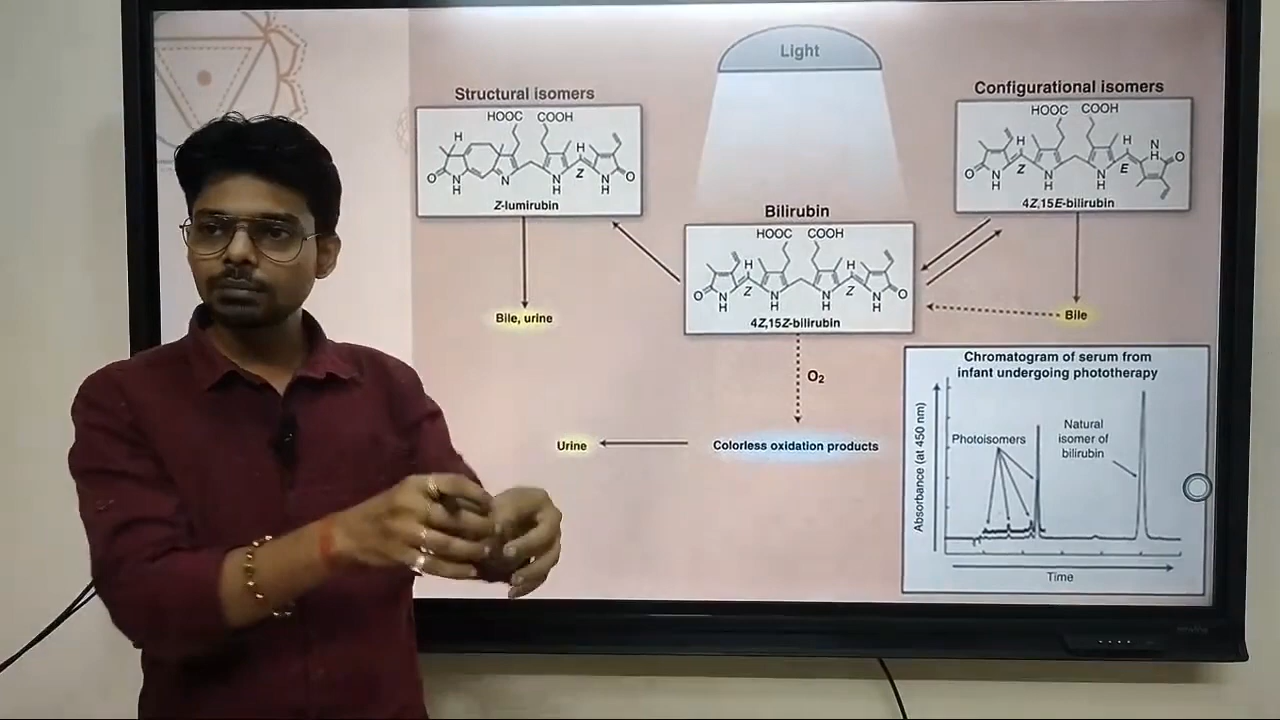 Light
Structural isomers
HOOC COOH
H
H
Z
O
N
H
N
N
H
N
H
O
Z-lumirubin
Bile, urine
Bilirubin
HOOC COOH
H
H
Z
Z
O
N
H
N
H
N
H
N
H
O
4Z,15Z-bilirubin
O2
Colorless oxidation products
Urine
Configurational isomers
HOOC COOH
H
H
N
H
O
Z
E
O
N
H
N
H
N
H
4Z,15E-bilirubin
Bile
Chromatogram of serum from
infant undergoing phototherapy
Absorbance (at 450 nm)
Photoisomers
Natural
isomer of
bilirubin
Time